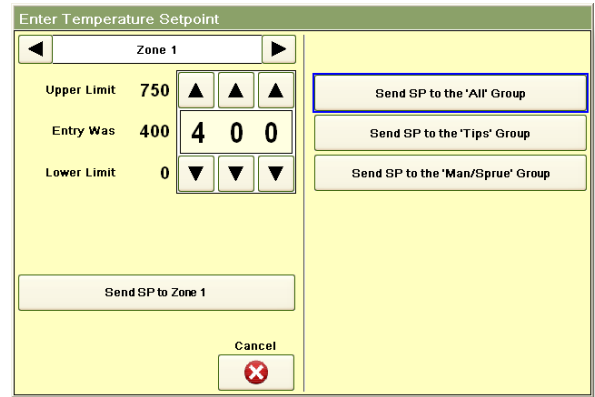 Enter Temperature Setpoint
Zone 1
Upper Limit 750
Entry Was 400 4 0 0
Lower Limit 0
Send SP to Zone 1
Cancel
Send SP to the 'All' Group
Send SP to the 'Tips' Group
Send SP to the 'Man/Sprue' Group